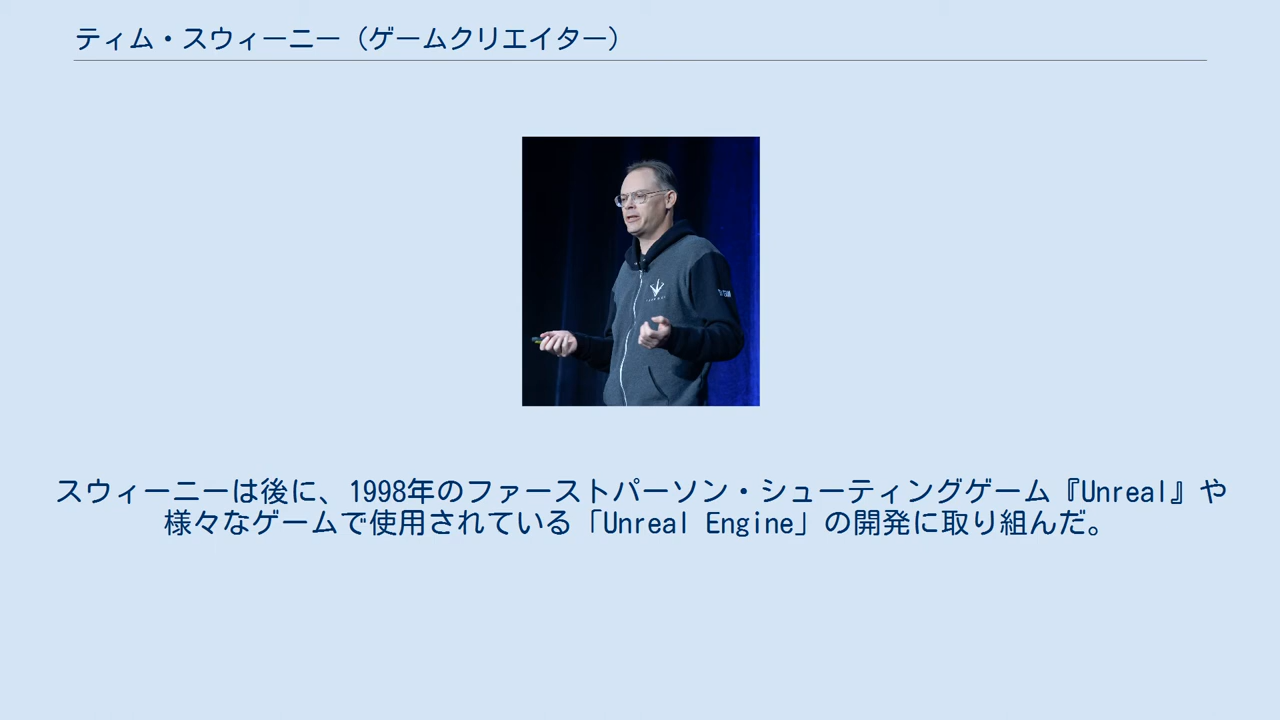 ティム・スウィーニー（ゲームクリエイター）
スウィーニーは後に、1998年のファーストパーソン・シューティングゲーム『Unreal』や
様々なゲームで使用されている「Unreal Engine」の開発に取り組んだ。